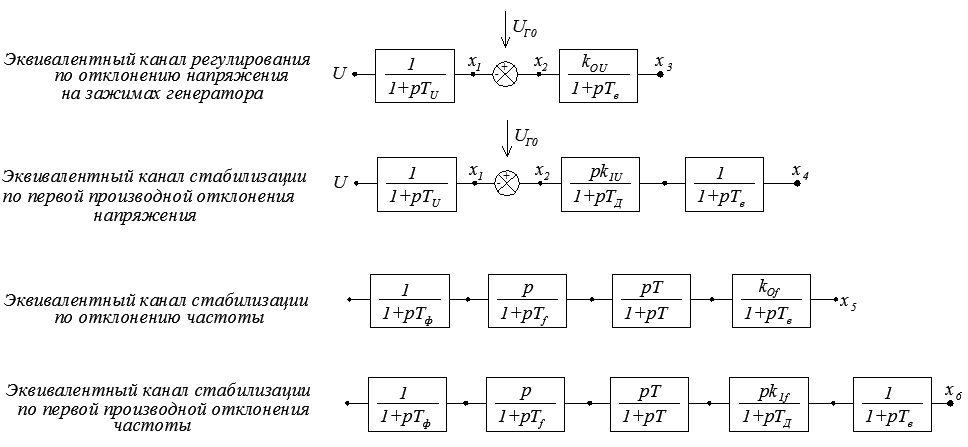 U_Г0
Эквивалентный канал регулирования
по отклонению напряжения
на зажимах генератора
U 1/(1+pT_U) x_1 - + x_2 k_0U/(1+pT_в) x_3
U_Г0
Эквивалентный канал стабилизации
по первой производной отклонения
напряжения
U 1/(1+pT_U) x_1 - + x_2 pk_1U/(1+pT_Д) 1/(1+pT_в) x_4
Эквивалентный канал стабилизации
по отклонению частоты
1/(1+pT_ф) p/(1+pT_f) pT/(1+pT) k_0f/(1+pT_в) x_5
Эквивалентный канал стабилизации
по первой производной отклонения
частоты
1/(1+pT_ф) p/(1+pT_f) pT/(1+pT) pk_1f/(1+pT_Д) 1/(1+pT_в) x_6